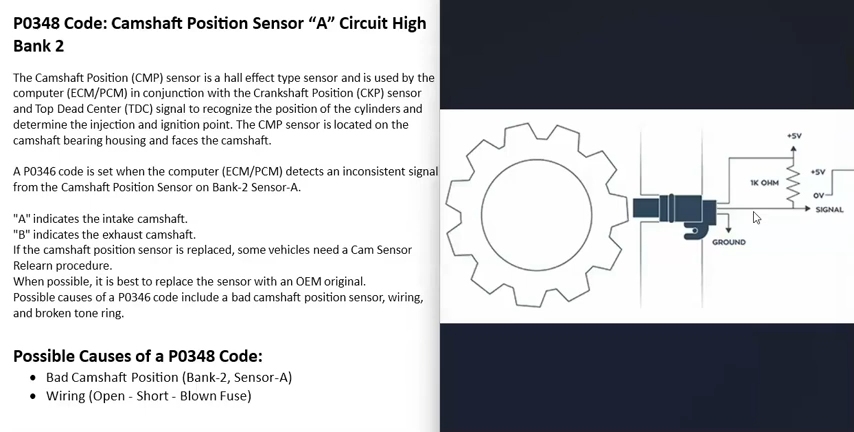 P0348 Code: Camshaft Position Sensor “A” Circuit High
Bank 2
The Camshaft Position (CMP) sensor is a hall effect type sensor and is used by the
computer (ECM/PCM) in conjunction with the Crankshaft Position (CKP) sensor
and Top Dead Center (TDC) signal to recognize the position of the cylinders and
determine the injection and ignition point. The CMP sensor is located on the
camshaft bearing housing and faces the camshaft.
A P0346 code is set when the computer (ECM/PCM) detects an inconsistent signal
from the Camshaft Position Sensor on Bank-2 Sensor-A.
"A" indicates the intake camshaft.
"B" indicates the exhaust camshaft.
If the camshaft position sensor is replaced, some vehicles need a Cam Sensor
Relearn procedure.
When possible, it is best to replace the sensor with an OEM original.
Possible causes of a P0346 code include a bad camshaft position sensor, wiring,
and broken tone ring.
Possible Causes of a P0348 Code:
• Bad Camshaft Position (Bank-2, Sensor-A)
• Wiring (Open - Short - Blown Fuse)
+5V
+5V
1K OHM
0V
SIGNAL
GROUND